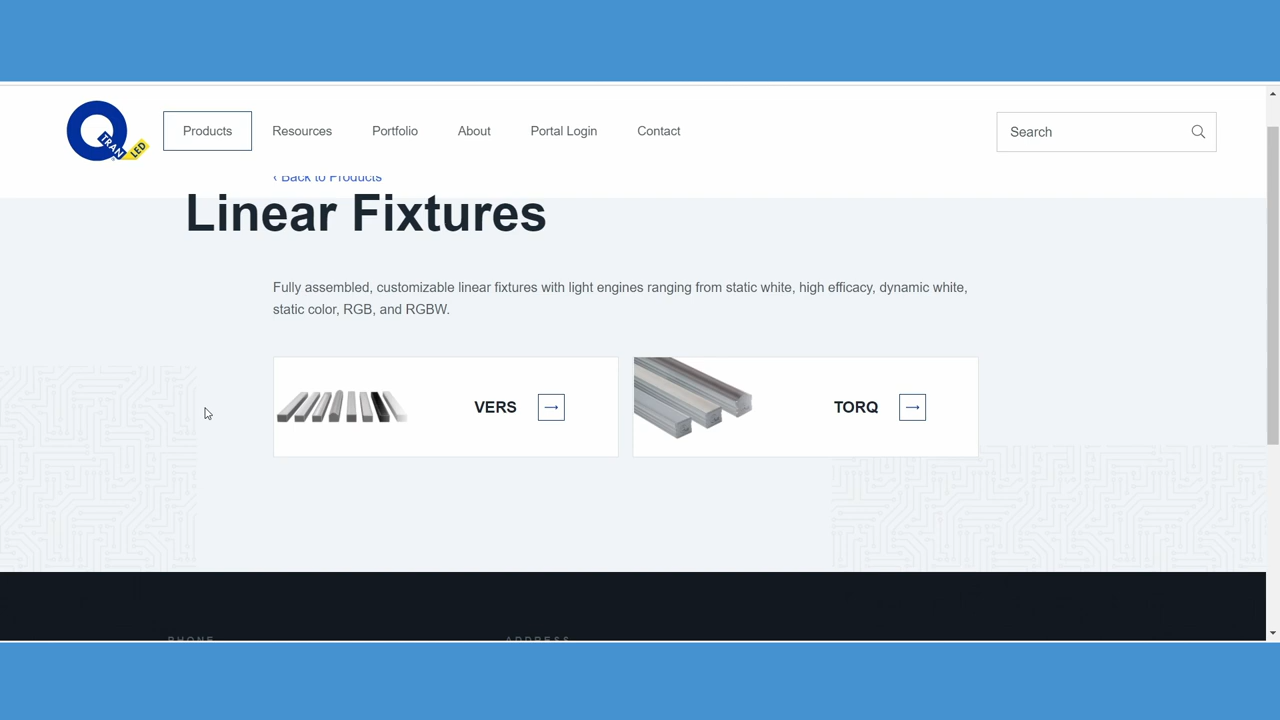 Q
TRAN
LED
Products
Resources
Portfolio
About
Portal Login
Contact
Search
‹ Back to Products
Linear Fixtures
Fully assembled, customizable linear fixtures with light engines ranging from static white, high efficacy, dynamic white,
static color, RGB, and RGBW.
VERS
TORQ
PHONE
ADDRESS